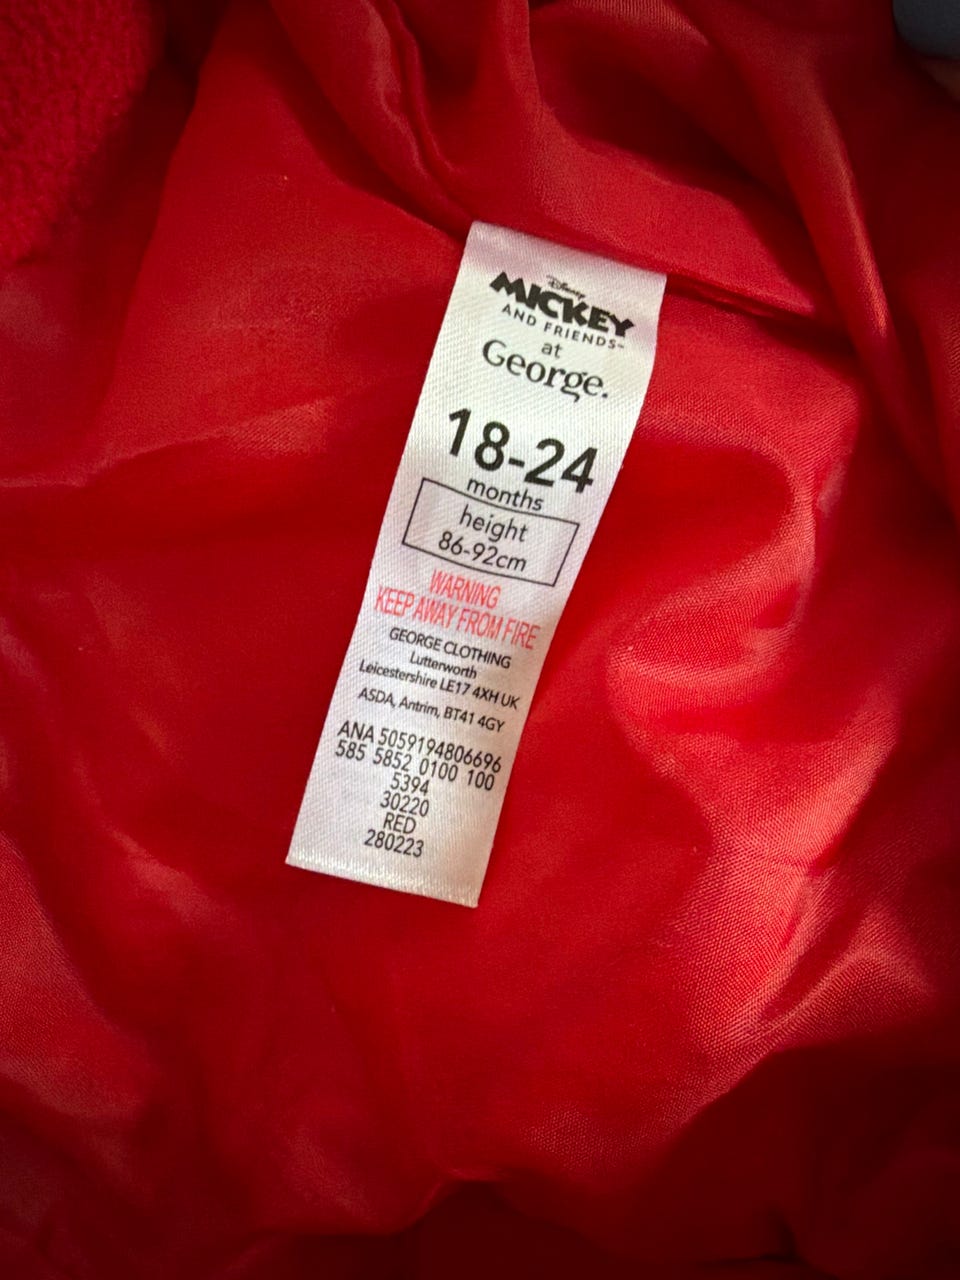 Disney
MICKEY
AND FRIENDS™
at
George.
18-24
months
height
86-92cm
WARNING
KEEP AWAY FROM FIRE
GEORGE CLOTHING
Lutterworth
Leicestershire LE17 4XH UK
ASDA, Antrim, BT41 4GY
ANA 5059194806696
585 5852 0100 100
5394
30220
RED
280223